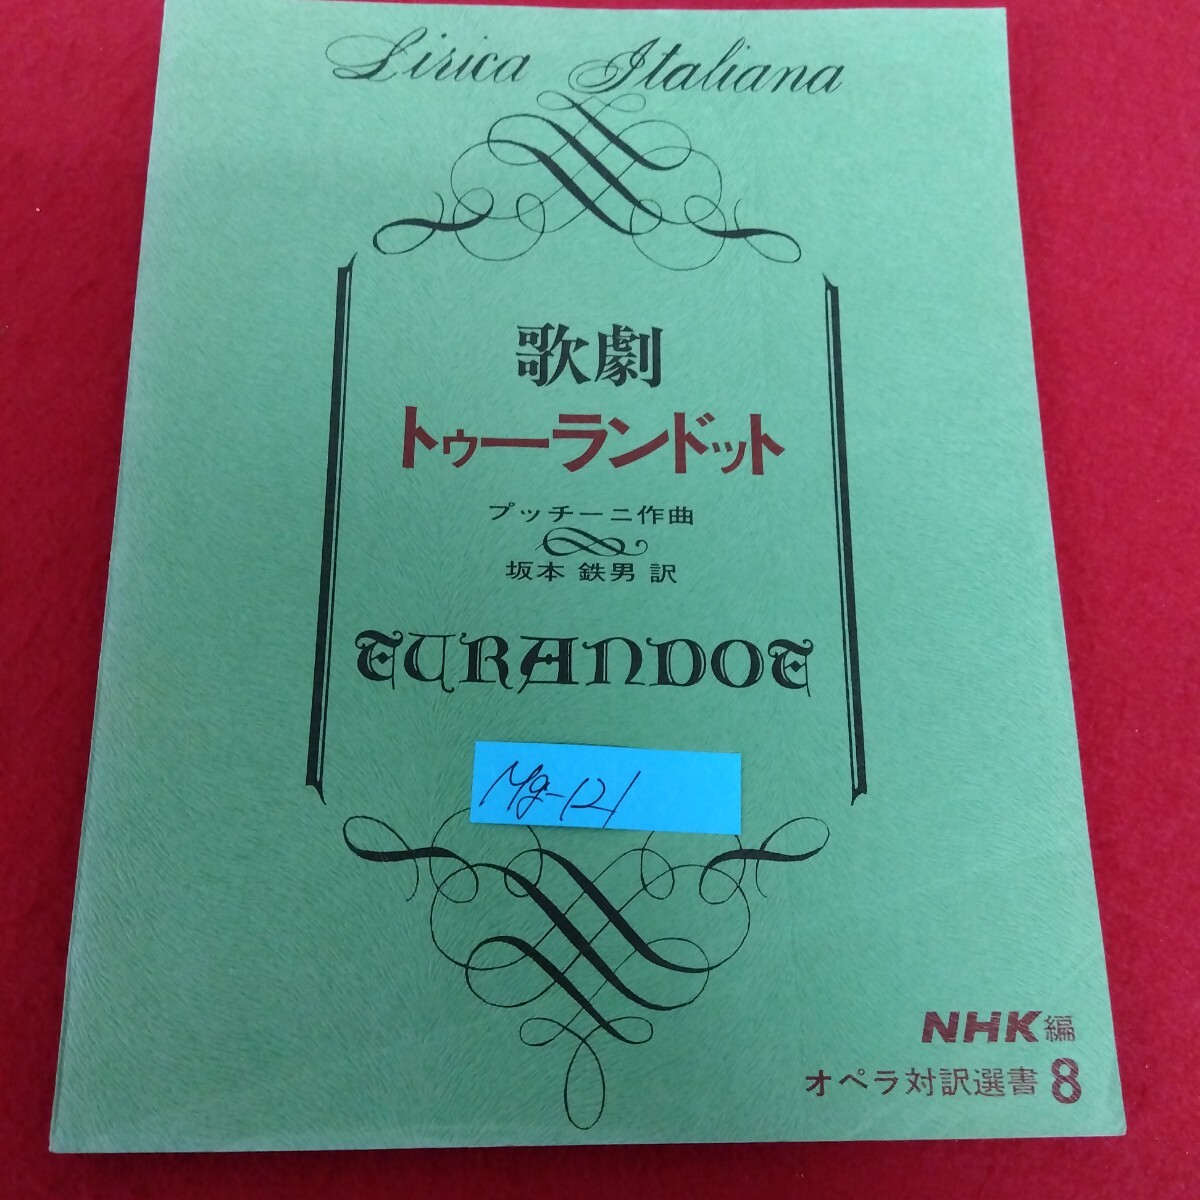 Lirica Italiana
歌劇
トゥーランドット
プッチーニ作曲
坂本 鉄男 訳
TURANDOT
Mg-121
NHK編
オペラ対訳選書8